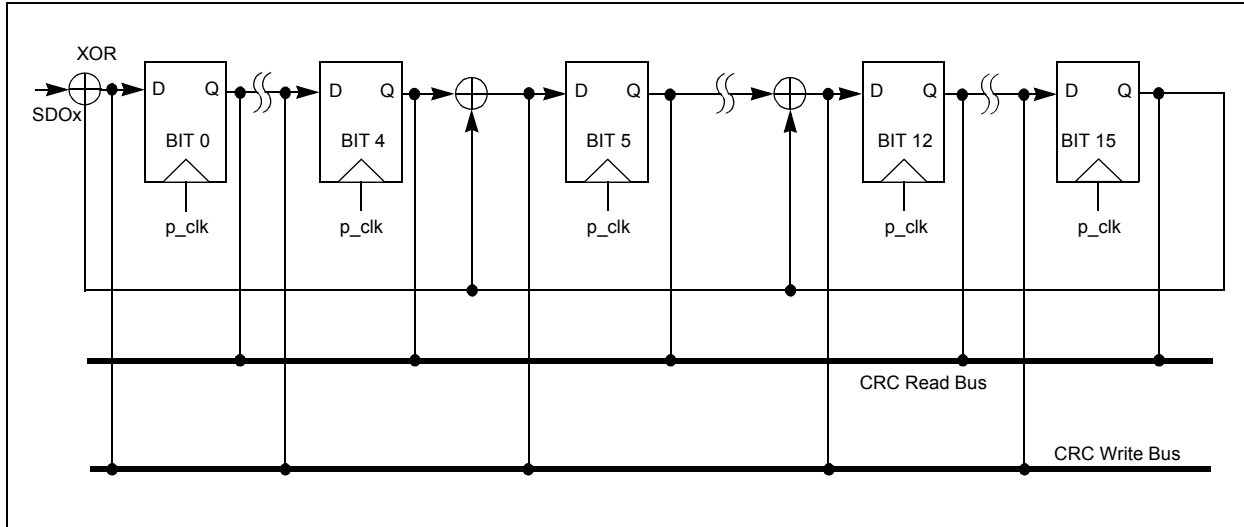 XOR
SDOx
D Q
BIT 0
p_clk
D Q
BIT 4
p_clk
D Q
BIT 5
p_clk
D Q
BIT 12
p_clk
D Q
BIT 15
p_clk
CRC Read Bus
CRC Write Bus